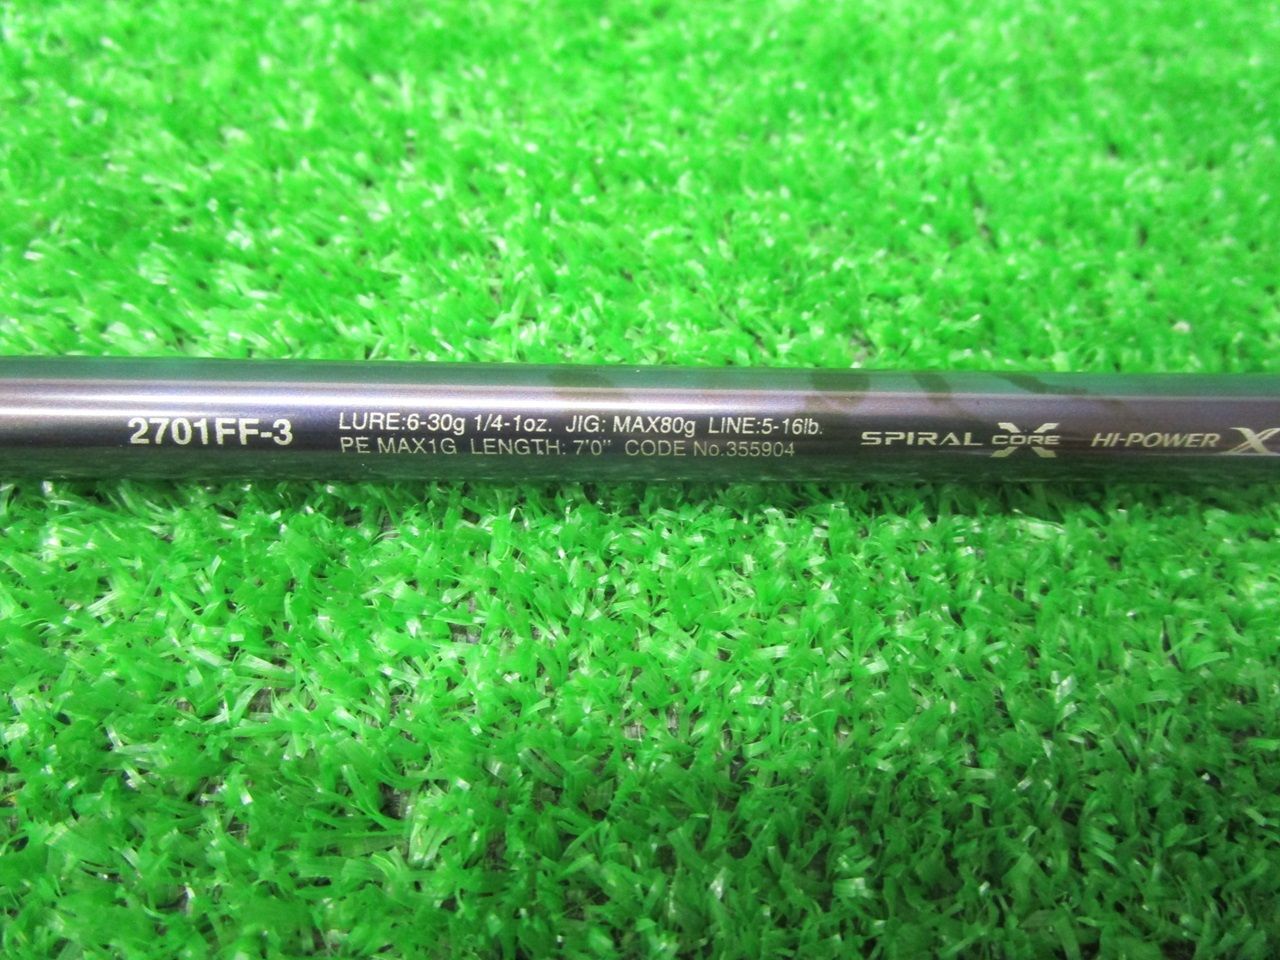 2701FF-3
LURE:6-30g 1/4-1oz. JIG: MAX80g LINE:5-16lb.
PE MAX1G LENGTH: 7'0" CODE No.355904
SPIRAL X CORE HI-POWER X